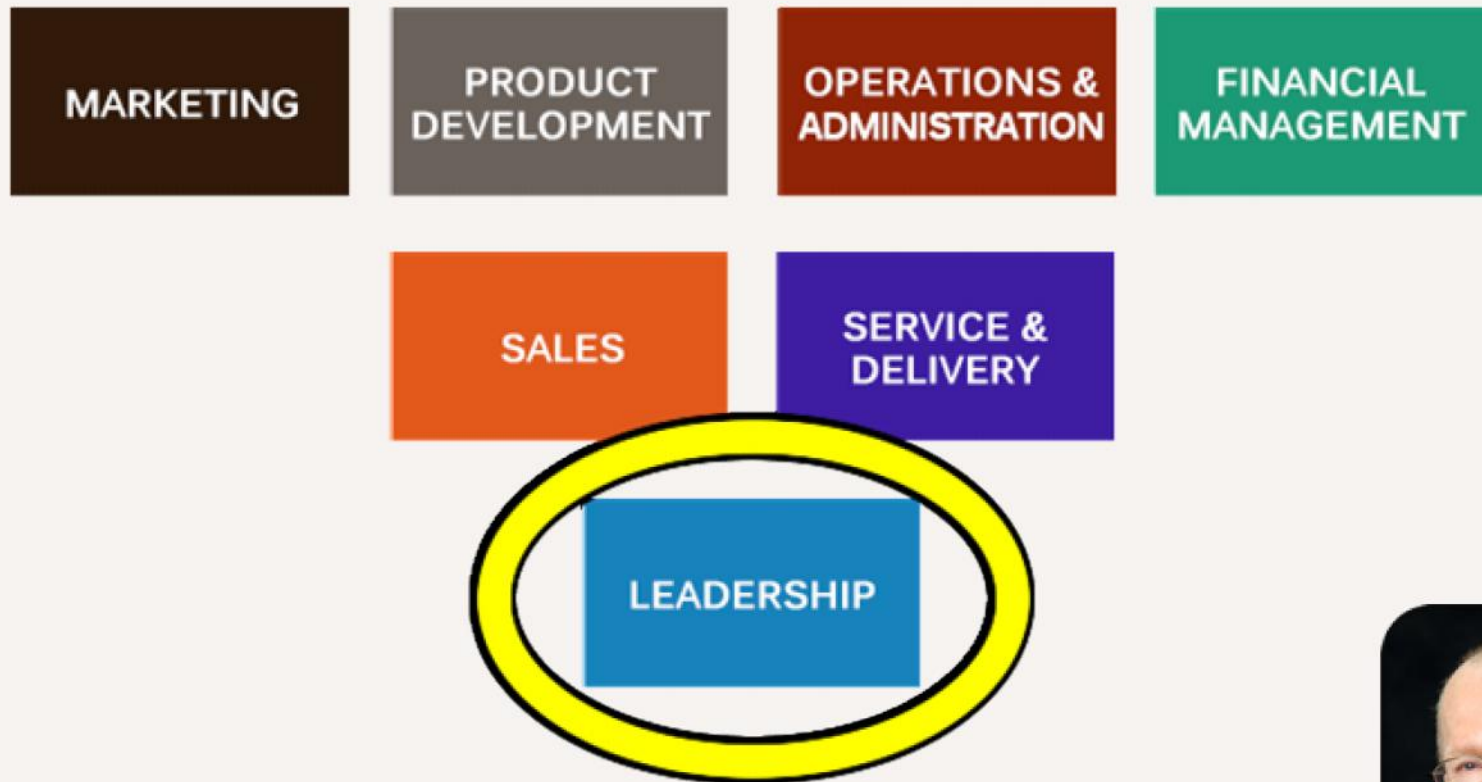 MARKETING
PRODUCT
DEVELOPMENT
OPERATIONS &
ADMINISTRATION
FINANCIAL
MANAGEMENT
SALES
SERVICE &
DELIVERY
LEADERSHIP